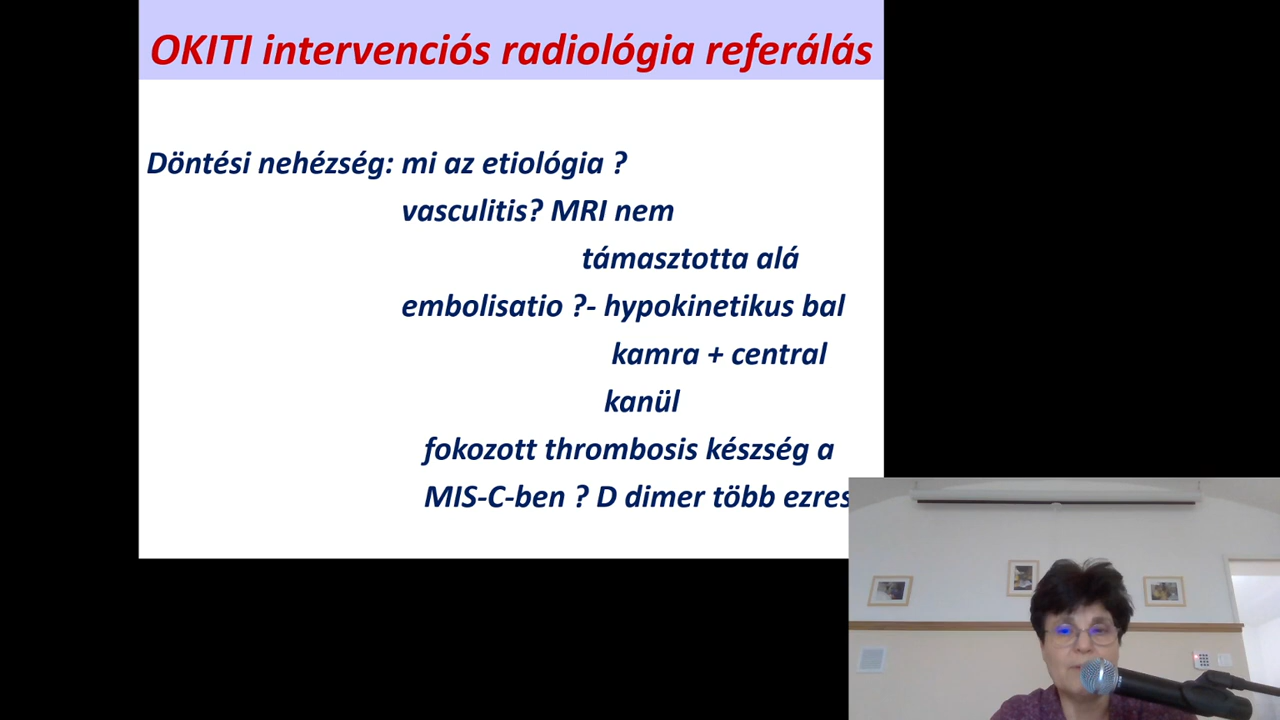 OKITI intervenciós radiológia referálás
Döntési nehézség: mi az etiológia ?
vasculitis? MRI nem
támasztotta alá
embolisatio ?- hypokinetikus bal
kamra + central
kanül
fokozott thrombosis készség a
MIS-C-ben ? D dimer több ezres